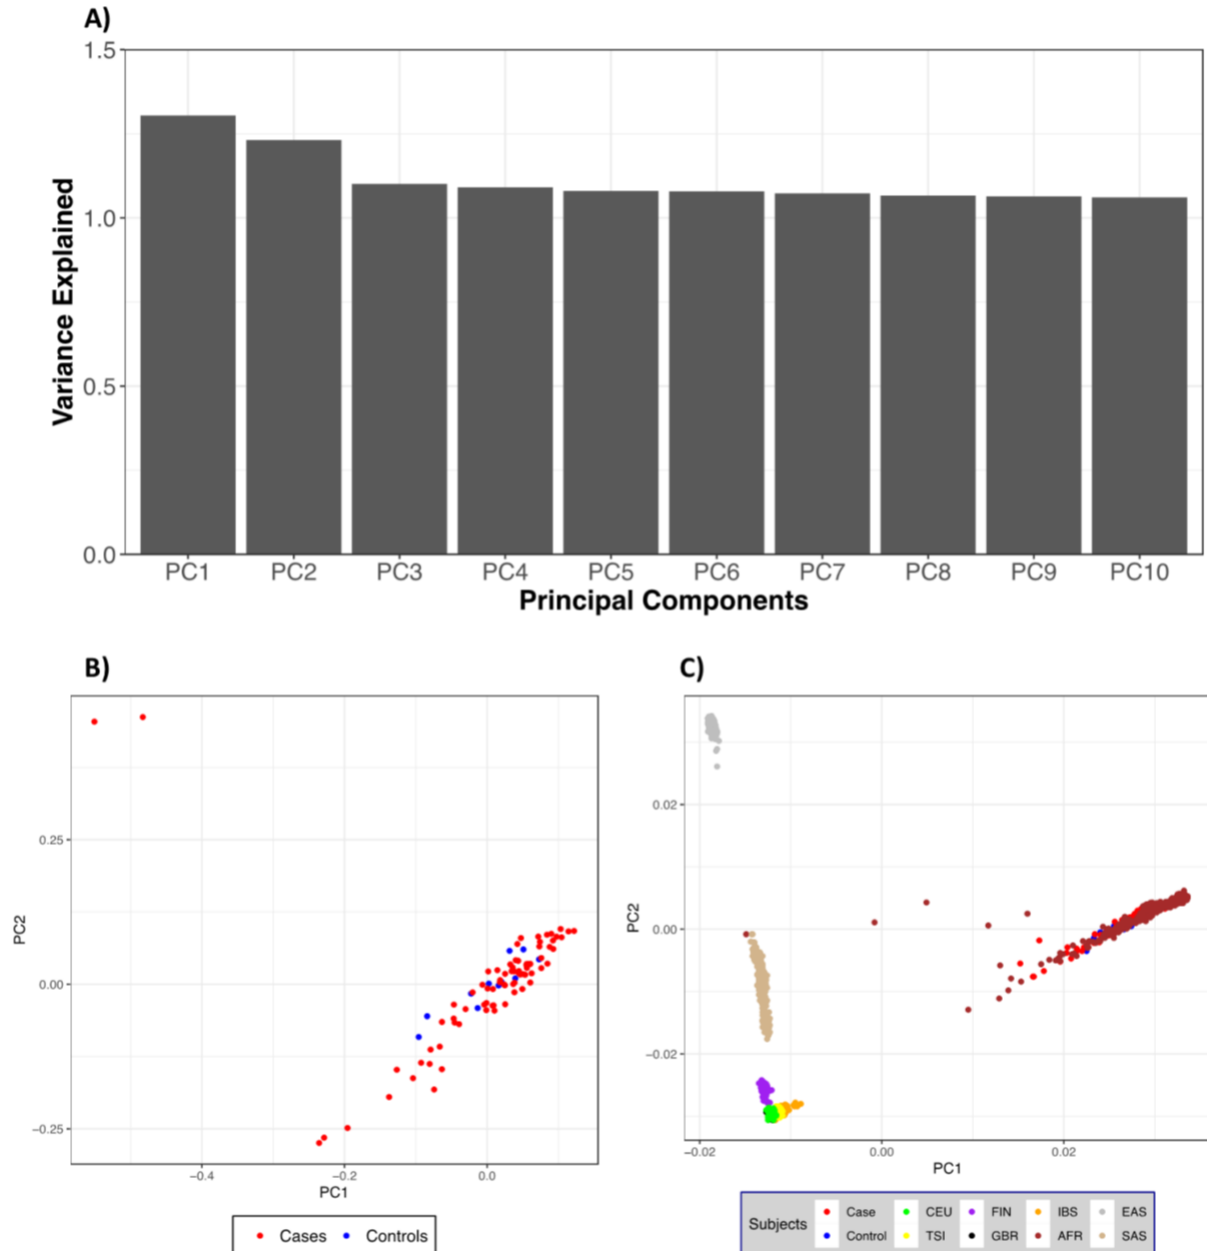 A)
1.5
1.0
0.5
0.0
Variance Explained
PC1 PC2 PC3 PC4 PC5 PC6 PC7 PC8 PC9 PC10
Principal Components
B)
0.25
0.00
−0.25
PC2
−0.4 −0.2 0.0
PC1
Cases Controls
C)
0.02
0.00
−0.02
PC2
−0.02 0.00 0.02
PC1
Subjects
Case CEU FIN IBS EAS
Control TSI GBR AFR SAS